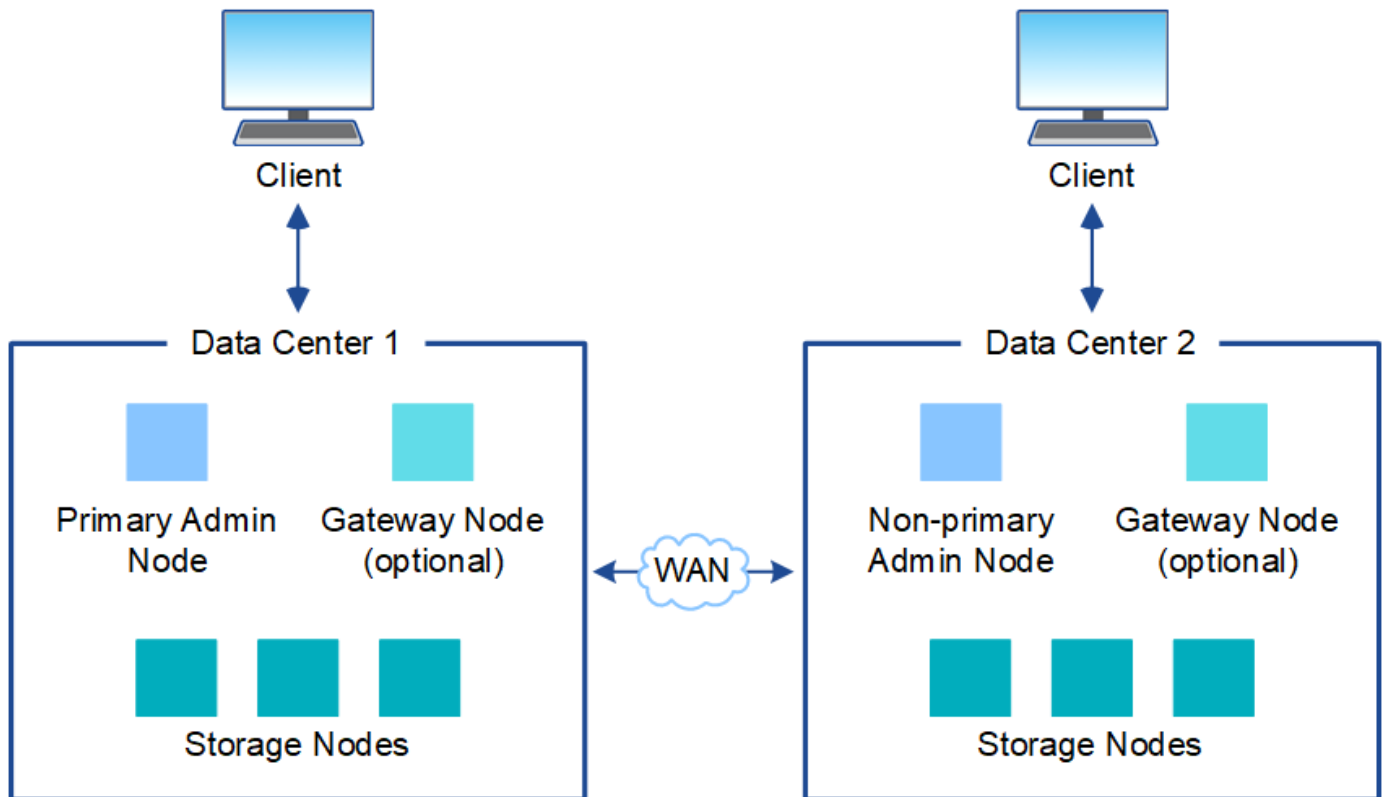 Client
Client
Data Center 1
Data Center 2
Primary Admin
Node
Gateway Node
(optional)
Non-primary
Admin Node
Gateway Node
(optional)
WAN
Storage Nodes
Storage Nodes